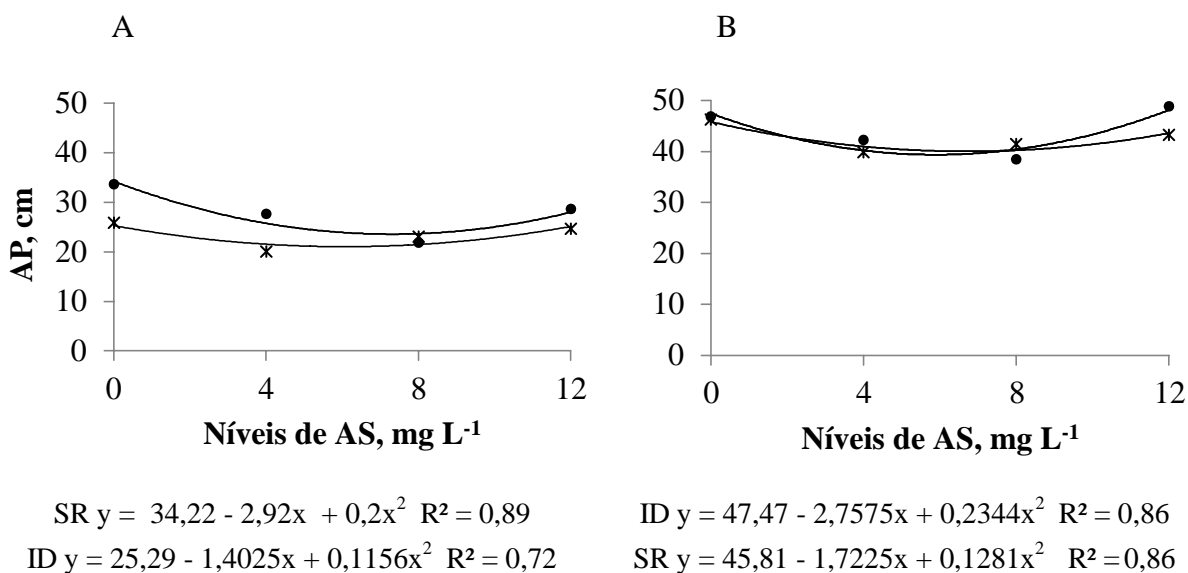 A
B
50
40
30
20
10
0
AP, cm
0 4 8 12
Níveis de AS, mg L⁻¹
50
40
30
20
10
0
0 4 8 12
Níveis de AS, mg L⁻¹
SR y = 34,22 - 2,92x + 0,2x² R² = 0,89
ID y = 25,29 - 1,4025x + 0,1156x² R² = 0,72
ID y = 47,47 - 2,7575x + 0,2344x² R² = 0,86
SR y = 45,81 - 1,7225x + 0,1281x² R² = 0,86